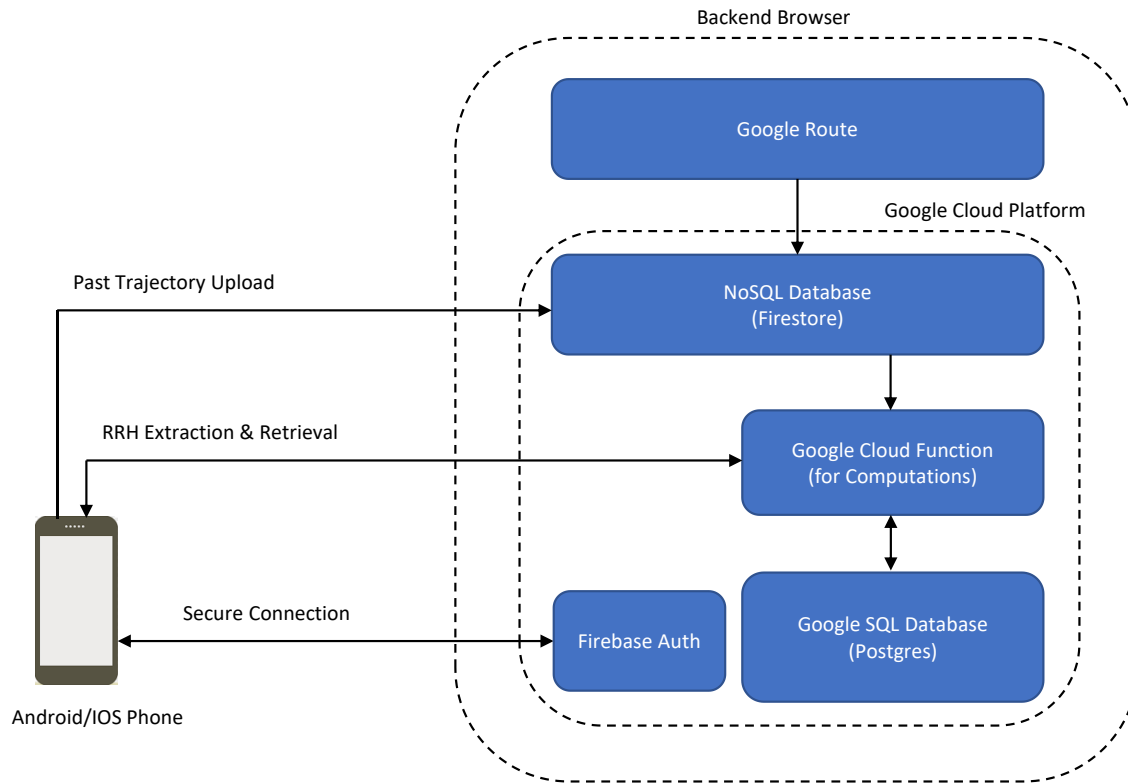 Backend Browser
Google Route
Google Cloud Platform
Past Trajectory Upload
NoSQL Database
(Firestore)
RRH Extraction & Retrieval
Google Cloud Function
(for Computations)
Secure Connection
Firebase Auth
Google SQL Database
(Postgres)
Android/IOS Phone